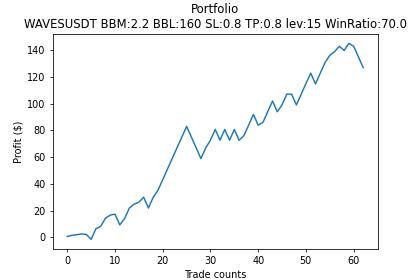 Portfolio
WAVESUSDT BBM:2.2 BBL:160 SL:0.8 TP:0.8 lev:15 WinRatio:70.0
140
120
100
80
60
40
20
0
Profit ($)
0 10 20 30 40 50 60
Trade counts